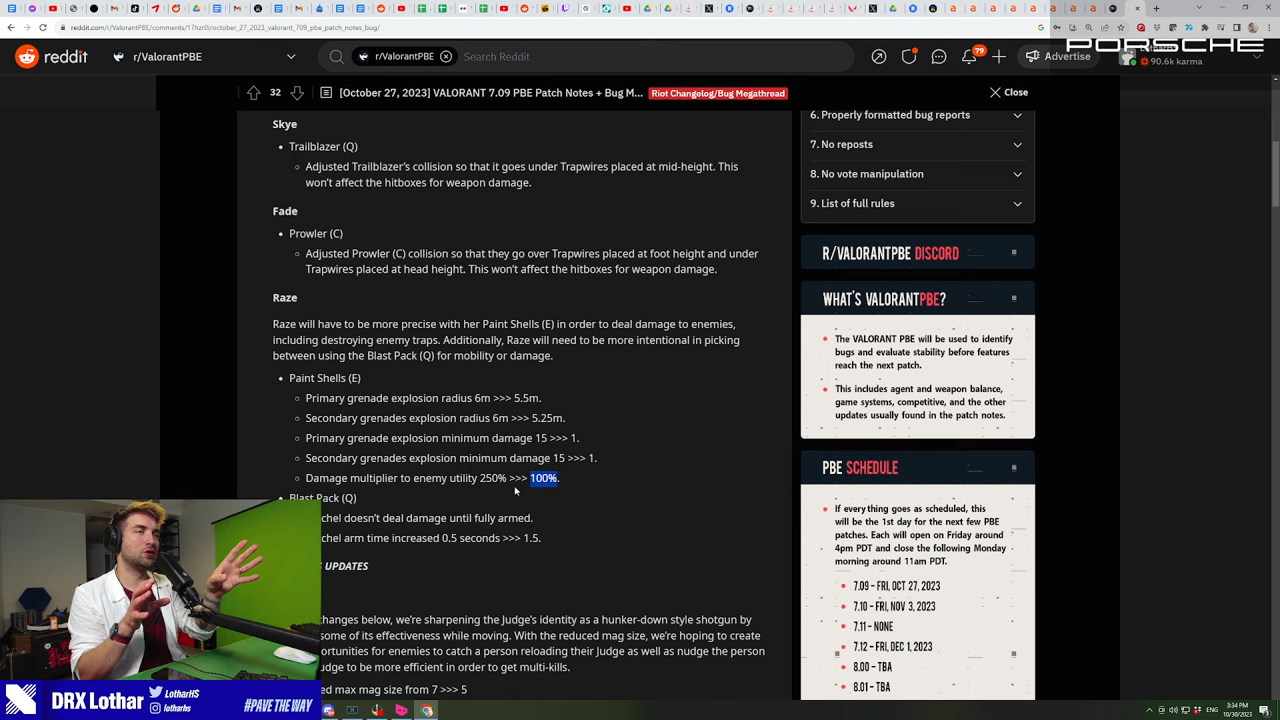 reddit.com/r/ValorantPBE/comments/17hzr0i/october_27_2023_valorant_709_pbe_patch_notes_bug/
reddit
r/ValorantPBE
r/ValorantPBE
Search Reddit
79
Advertise
PORSCHE
90.6k karma
32
[October 27, 2023] VALORANT 7.09 PBE Patch Notes + Bug M...
Riot Changelog/Bug Megathread
Close
Skye
Trailblazer (Q)
Adjusted Trailblazer's collision so that it goes under Trapwires placed at mid-height. This
won't affect the hitboxes for weapon damage.
Fade
Prowler (C)
Adjusted Prowler (C) collision so that they go over Trapwires placed at foot height and under
Trapwires placed at head height. This won't affect the hitboxes for weapon damage.
Raze
Raze will have to be more precise with her Paint Shells (E) in order to deal damage to enemies,
including destroying enemy traps. Additionally, Raze will need to be more intentional in picking
between using the Blast Pack (Q) for mobility or damage.
Paint Shells (E)
Primary grenade explosion radius 6m >>> 5.5m.
Secondary grenades explosion radius 6m >>> 5.25m.
Primary grenade explosion minimum damage 15 >>> 1.
Secondary grenades explosion minimum damage 15 >>> 1.
Damage multiplier to enemy utility 250% >>> 100%.
Blast Pack (Q)
chel doesn't deal damage until fully armed.
chel arm time increased 0.5 seconds >>> 1.5.
UPDATES
changes below, we're sharpening the Judge's identity as a hunker-down style shotgun by
some of its effectiveness while moving. With the reduced mag size, we're hoping to create
ortunities for enemies to catch a person reloading their Judge as well as nudge the person
udge to be more efficient in order to get multi-kills.
ed max mag size from 7 >>> 5
6. Properly formatted bug reports
7. No reposts
8. No vote manipulation
9. List of full rules
R/VALORANTPBE DISCORD
WHAT'S VALORANTPBE?
The VALORANT PBE will be used to identify
bugs and evaluate stability before features
reach the next patch.
This includes agent and weapon balance,
game systems, competitive, and the other
updates usually found in the patch notes.
PBE SCHEDULE
If everything goes as scheduled, this
will be the 1st day for the next few PBE
patches. Each will open on Friday around
4pm PDT and close the following Monday
morning around 11am PDT.
7.09 – FRI, OCT 27, 2023
7.10 – FRI, NOV 3, 2023
7.11 – NONE
7.12 – FRI, DEC 1, 2023
8.00 – TBA
8.01 – TBA
DRX Lothar
LotharHS
lotharhs
#PAVETHEWAY
3:34 PM
10/30/2023